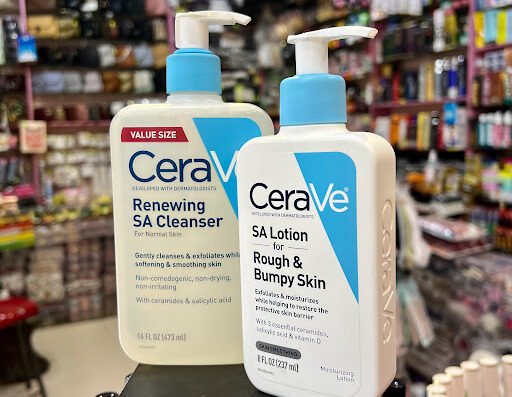 VALUE SIZE
CeraVe
DEVELOPED WITH DERMATOLOGISTS
Renewing
SA Cleanser
For Normal Skin
Gently cleanses & exfoliates while
softening & smoothing skin
Non-comedogenic, non-drying,
non-irritating
With ceramides & salicylic acid
16 FL OZ (473 ml)
CeraVe®
DEVELOPED WITH DERMATOLOGISTS
SA Lotion
for
Rough &
Bumpy Skin
Exfoliates & moisturizes
while helping to restore the
protective skin barrier
With 3 essential ceramides,
salicylic acid & vitamin D
SKIN SMOOTHING
8 FL OZ (237 ml)
Moisturizing
Lotion
CeraVe